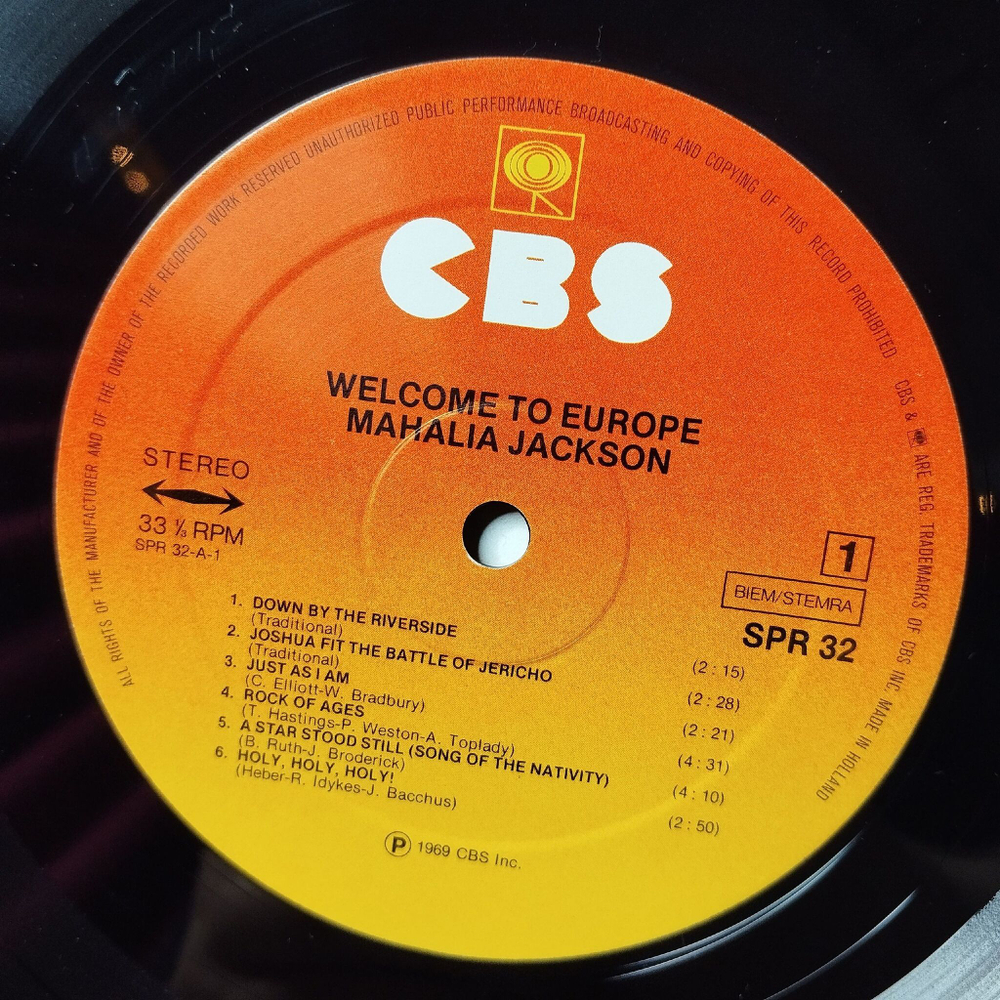 ALL RIGHTS OF THE MANUFACTURER AND OF THE OWNER OF THE RECORDED WORK RESERVED UNAUTHORIZED PUBLIC PERFORMANCE BROADCASTING AND COPYING OF THIS RECORD PROHIBITED CBS & ARE REG. TRADEMARKS OF CBS INC. MADE IN HOLLAND
CBS
WELCOME TO EUROPE
MAHALIA JACKSON
STEREO
33 ⅓ RPM
SPR 32-A-1
1
BIEM/STEMRA
SPR 32
1. DOWN BY THE RIVERSIDE (2 : 15)
(Traditional)
2. JOSHUA FIT THE BATTLE OF JERICHO (2 : 28)
(Traditional)
3. JUST AS I AM (2 : 21)
(C. Elliott-W. Bradbury)
4. ROCK OF AGES (4 : 31)
(T. Hastings-P. Weston-A. Toplady)
5. A STAR STOOD STILL (SONG OF THE NATIVITY) (4 : 10)
(B. Ruth-J. Broderick)
6. HOLY, HOLY, HOLY! (2 : 50)
(Heber-R. Idykes-J. Bacchus)
Ⓟ 1969 CBS Inc.